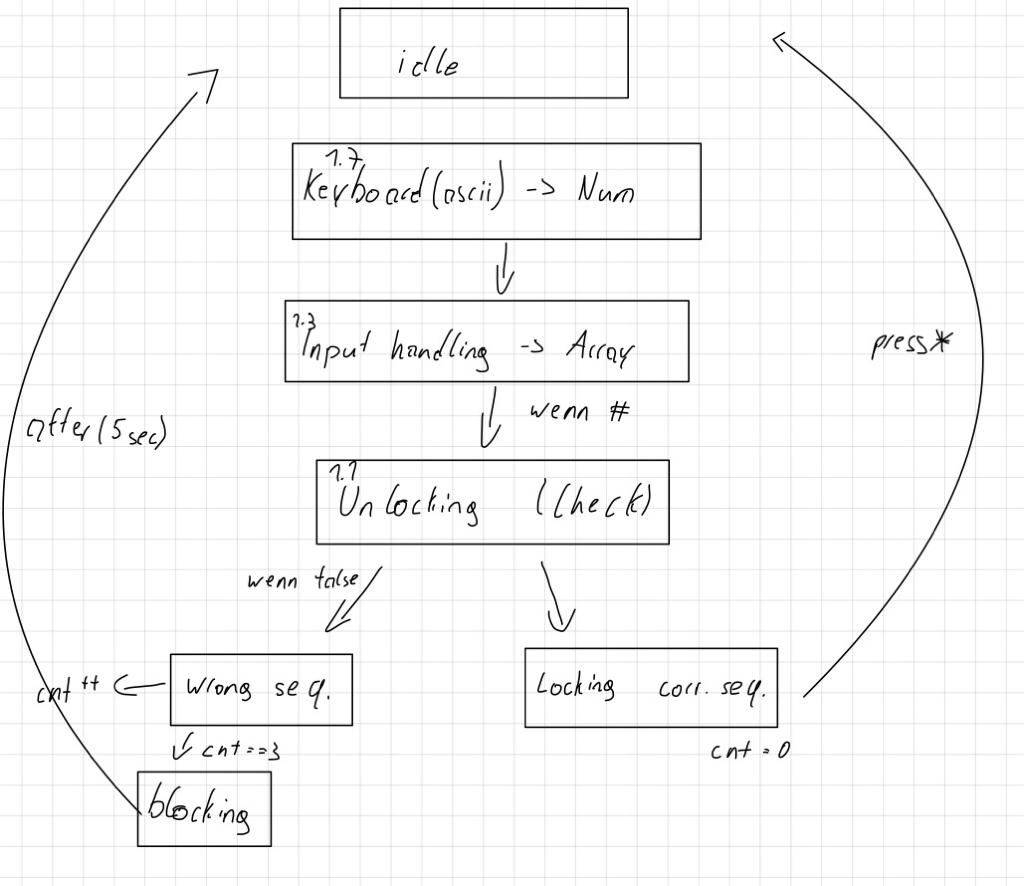 idle
1.7
Keyboard(ascii) -> Num
1.3
Input handling -> Array
press*
wenn #
after(5sec)
1.1
Unlocking (Check)
wenn false
cnt ++
Wrong seq.
Locking corr. seq.
cnt==3
cnt = 0
blocking